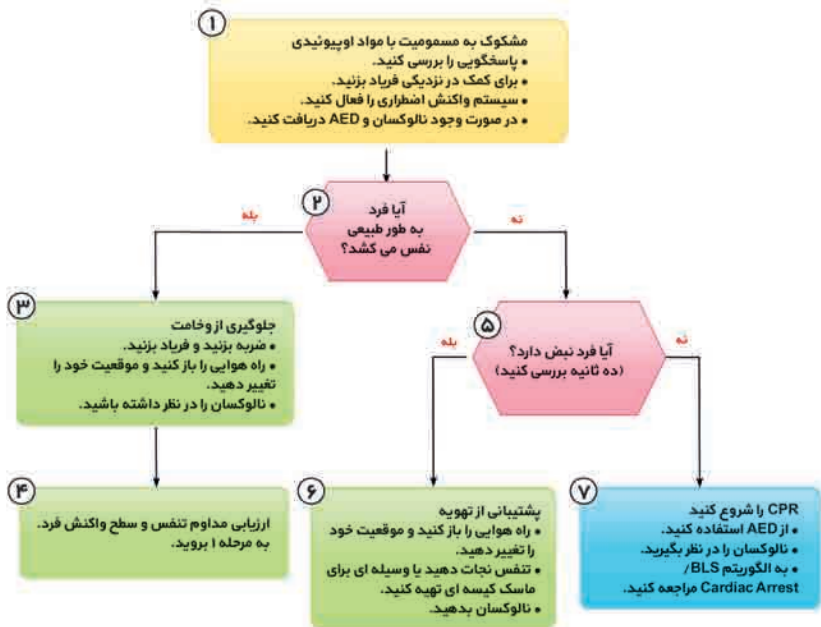 ۱
مشکوک به مسمومیت با مواد اوپیوئیدی
• پاسخگویی را بررسی کنید.
• برای کمک در نزدیکی فریاد بزنید.
• سیستم واکنش اضطراری را فعال کنید.
• در صورت وجود نالوکسان و AED دریافت کنید.
۲
آیا فرد
به طور طبیعی
نفس می کشد؟
بله
نه
۳
جلوگیری از وخامت
• ضربه بزنید و فریاد بزنید.
• راه هوایی را باز کنید و موقعیت خود را
تغییر دهید.
• نالوکسان را در نظر داشته باشید.
۴
ارزیابی مداوم تنفس و سطح واکنش فرد.
به مرحله ۱ بروید.
۵
آیا فرد نبض دارد؟
(ده ثانیه بررسی کنید)
بله
نه
۶
پشتیبانی از تهویه
• راه هوایی را باز کنید و موقعیت خود
را تغییر دهید.
• تنفس نجات دهید یا وسیله ای برای
ماسک کیسه ای تهیه کنید.
• نالوکسان بدهید.
۷
CPR را شروع کنید
• از AED استفاده کنید.
• نالوکسان را در نظر بگیرید.
• به الگوریتم BLS/
Cardiac Arrest مراجعه کنید.